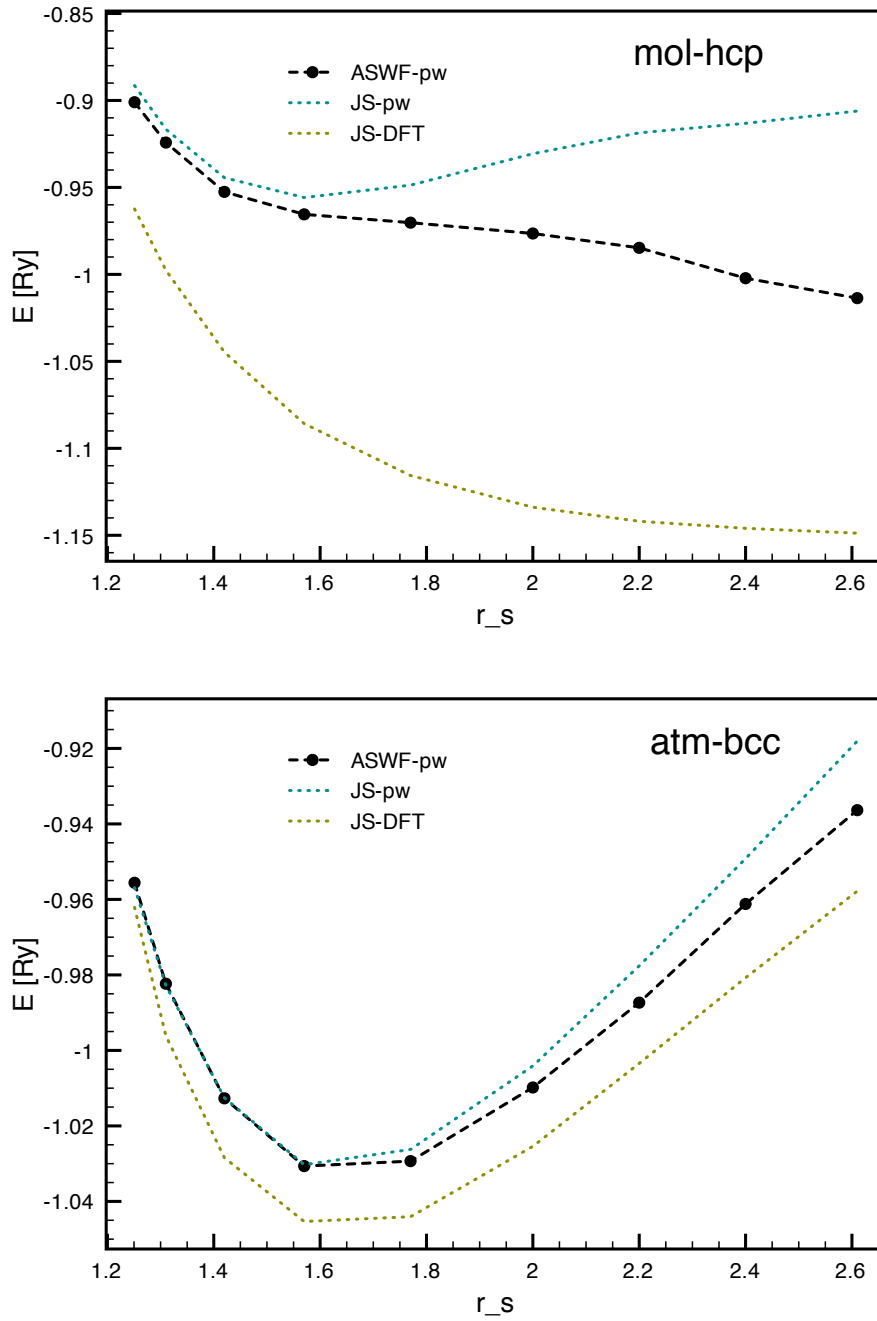 mol-hcp
ASWF-pw
JS-pw
JS-DFT
E [Ry]
-0.85
-0.9
-0.95
-1
-1.05
-1.1
-1.15
1.2 1.4 1.6 1.8 2 2.2 2.4 2.6
r_s
atm-bcc
ASWF-pw
JS-pw
JS-DFT
E [Ry]
-0.92
-0.94
-0.96
-0.98
-1
-1.02
-1.04
1.2 1.4 1.6 1.8 2 2.2 2.4 2.6
r_s